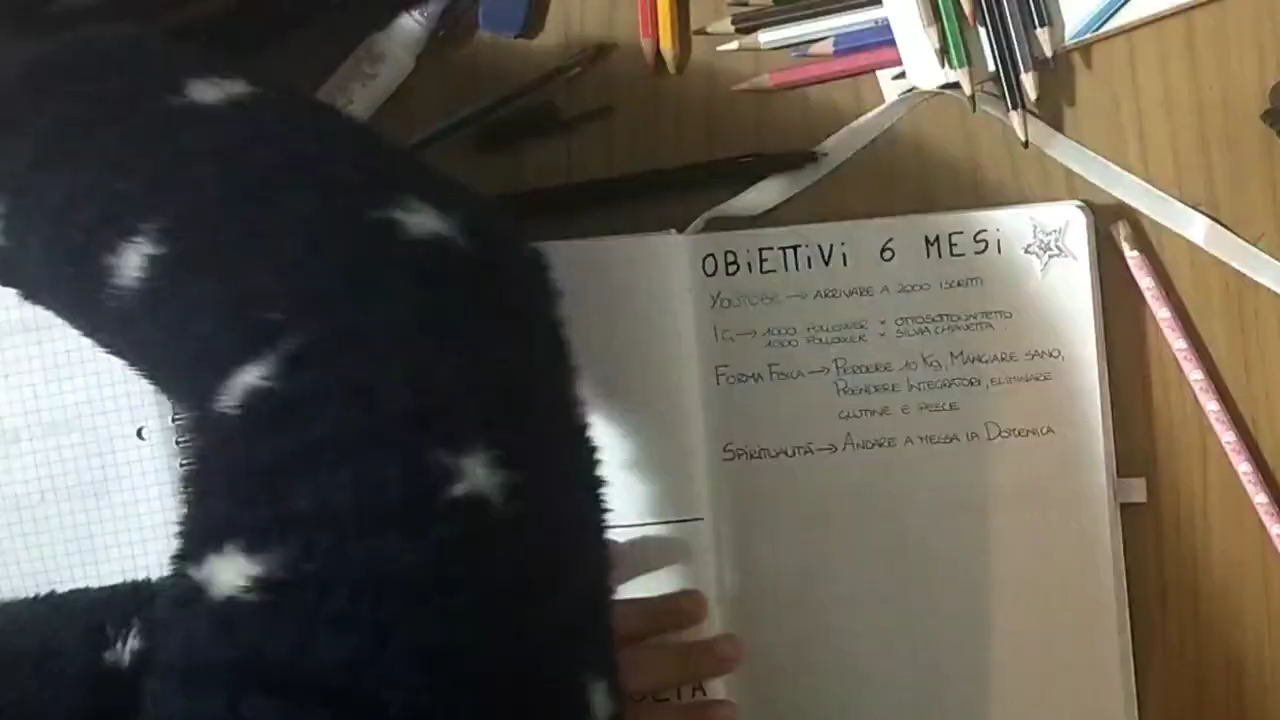 OBIETTIVI 6 MESI
YOUTUBE → ARRIVARE A 2000 ISCRITTI
IG → 1000 FOLLOWER X OTTOSOTTOUNTETTO
1000 FOLLOWER X SILVIA CHIAVETTA
FORMA FISICA → PERDERE 10 KG, MANGIARE SANO,
PRENDERE INTEGRATORI, ELIMINARE
GLUTINE E PESCE
SPIRITUALITÀ → ANDARE A MESSA LA DOMENICA